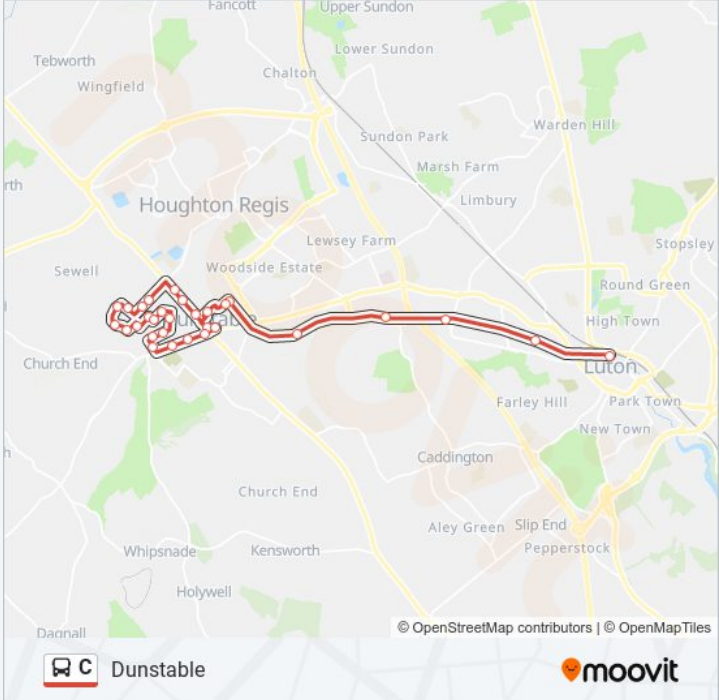 Fancott
Upper Sundon
Lower Sundon
Tebworth
Chalton
Wingfield
Warden Hill
Sundon Park
Marsh Farm
rth
Limbury
Houghton Regis
Lewsey Farm
Stopsley
Sewell
Woodside Estate
Round Green
High Town
Church End
Luton
Park Town
Farley Hill
New Town
Caddington
Church End
Aley Green
Slip End
Pepperstock
Whipsnade
Kensworth
Holywell
Dagnall
© OpenStreetMap contributors | © OpenMapTiles
C Dunstable
moovit